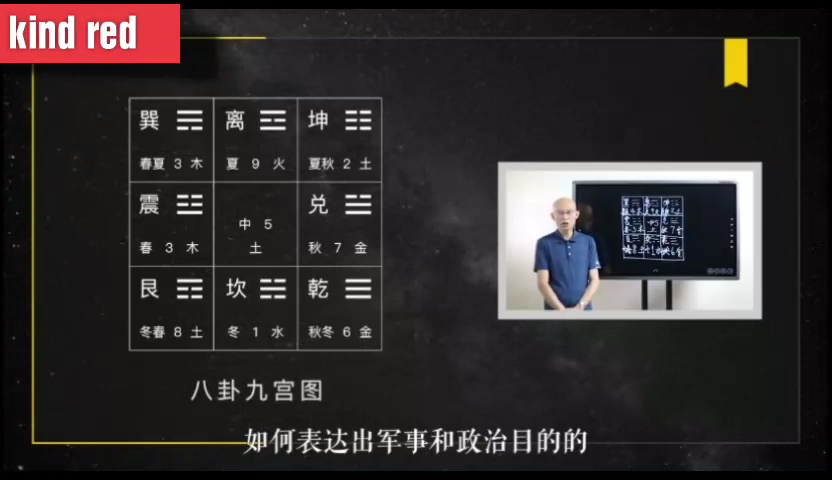 kind red
巽 离 坤
春夏 3 木 夏 9 火 夏秋 2 土
震 兑
中 5
春 3 木 土 秋 7 金
艮 坎 乾
冬春 8 土 冬 1 水 秋冬 6 金
八卦九宫图
如何表达出军事和政治目的的